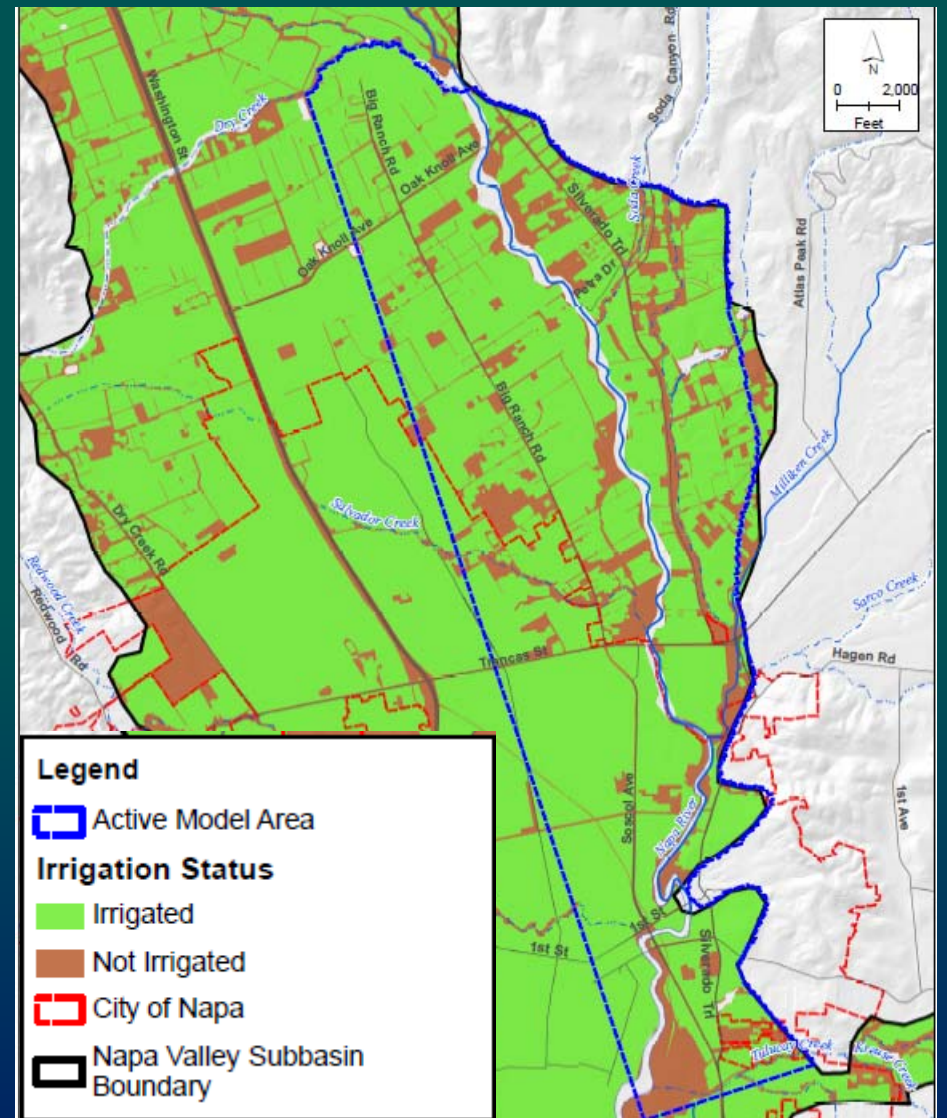 Soda Canyon Rd
N
0 2,000
Feet
Washington St
Dry Creek
Big Ranch Rd
Oak Knoll Ave
Silverado Trl
Soda Creek
Atlas Peak Rd
Oak Knoll Ave
Petra Dr
Big Ranch Rd
Milliken Creek
Salvador Creek
Dry Creek Rd
Redwood Creek
Redwood Rd
Sarco Creek
Trancas St
Hagen Rd
Soscol Ave
Napa River
1st Ave
1st St
1st St
Silverado Trl
Tulucay Creek
Kreuse Creek
Legend
Active Model Area
Irrigation Status
Irrigated
Not Irrigated
City of Napa
Napa Valley Subbasin
Boundary